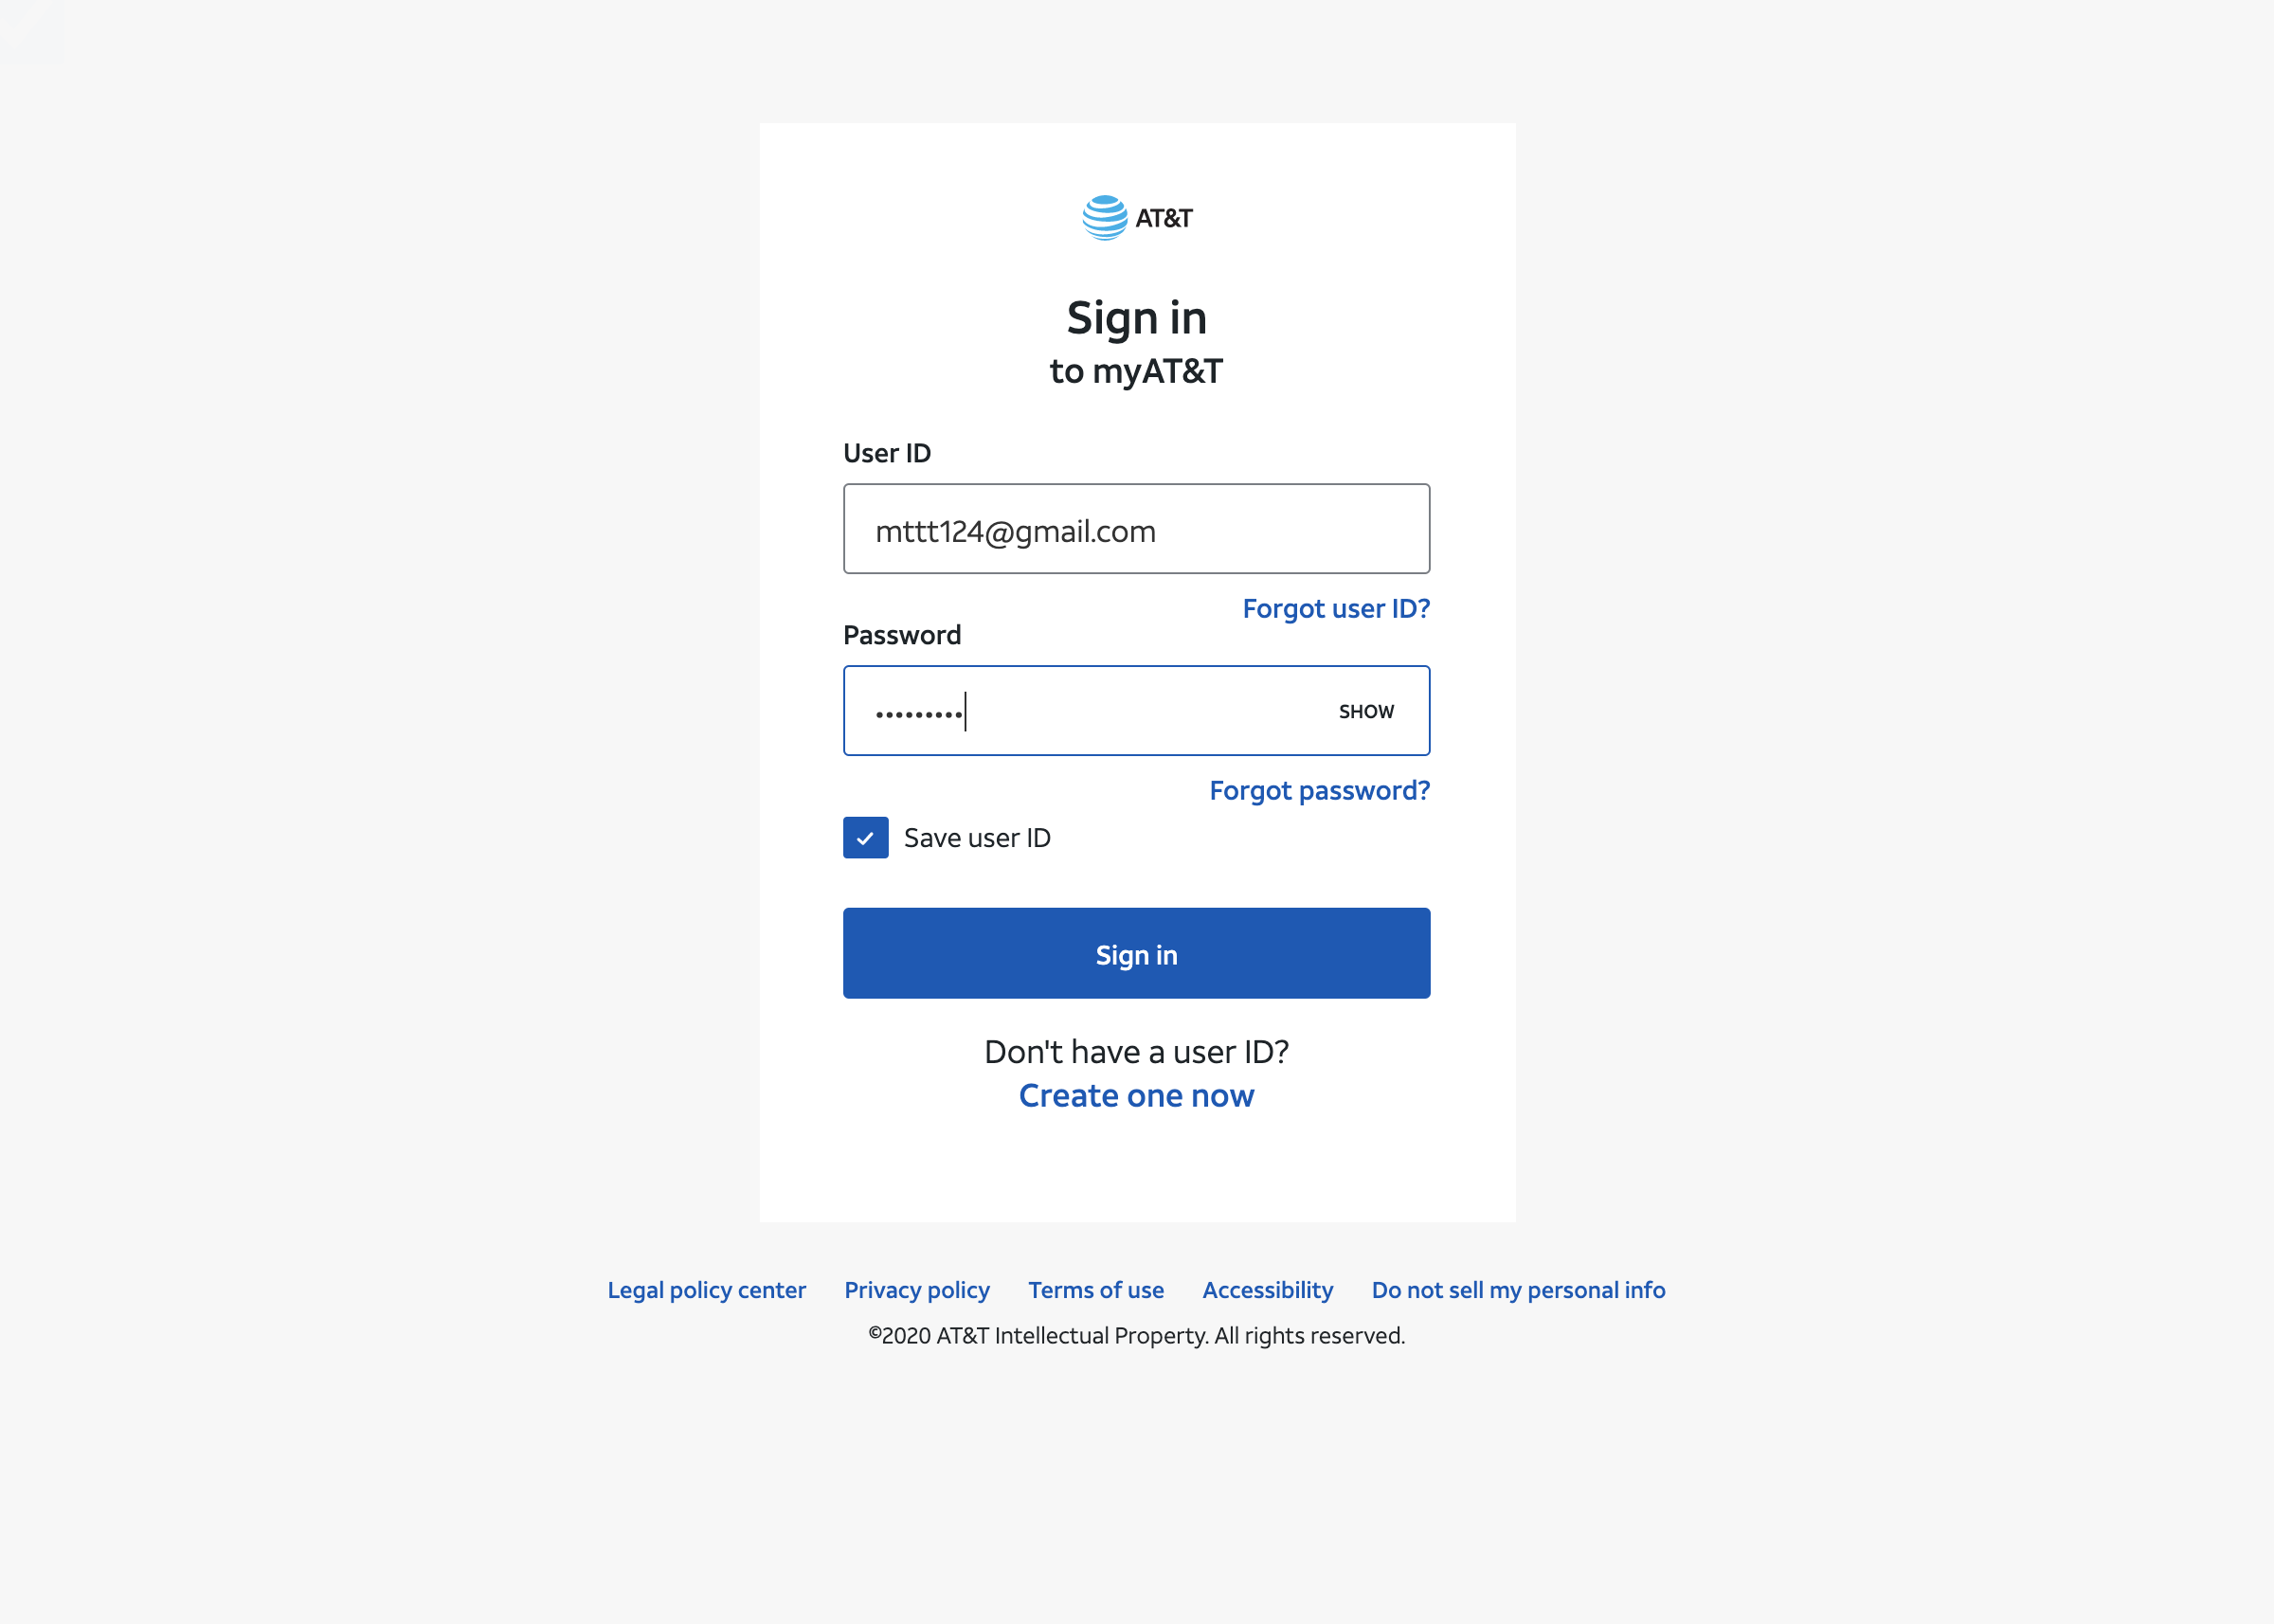 AT&T
Sign in
to myAT&T
User ID
mttt124@gmail.com
Forgot user ID?
Password
••••••••• SHOW
Forgot password?
Save user ID
Sign in
Don't have a user ID?
Create one now
Legal policy center Privacy policy Terms of use Accessibility Do not sell my personal info
©2020 AT&T Intellectual Property. All rights reserved.